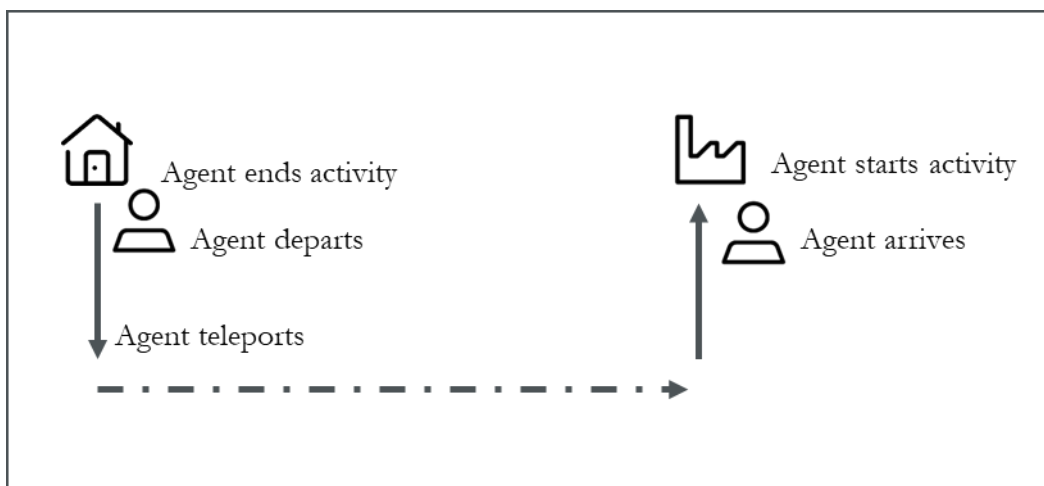 Agent ends activity
Agent departs
Agent teleports
Agent starts activity
Agent arrives